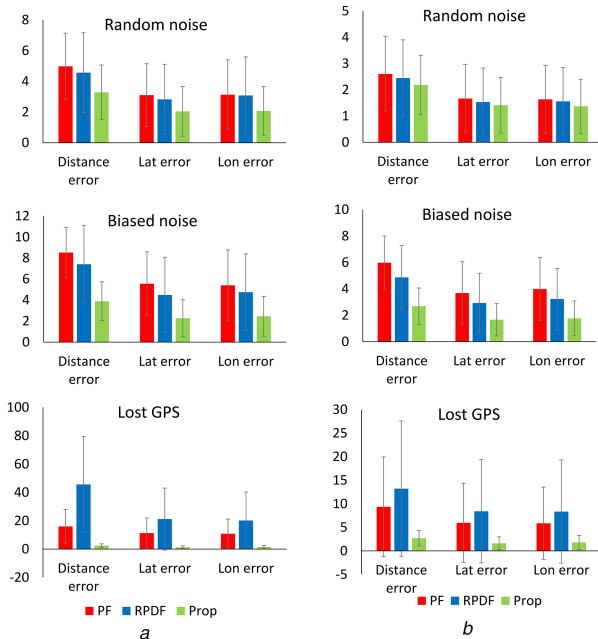 Random noise
8
6
4
2
0
Distance error
Lat error
Lon error
Biased noise
12
10
8
6
4
2
0
Distance error
Lat error
Lon error
Lost GPS
100
80
60
40
20
0
-20
Distance error
Lat error
Lon error
PF RPDF Prop
a
Random noise
5
4
3
2
1
0
Distance error
Lat error
Lon error
Biased noise
10
8
6
4
2
0
Distance error
Lat error
Lon error
Lost GPS
30
25
20
15
10
5
0
-5
Distance error
Lat error
Lon error
PF RPDF Prop
b